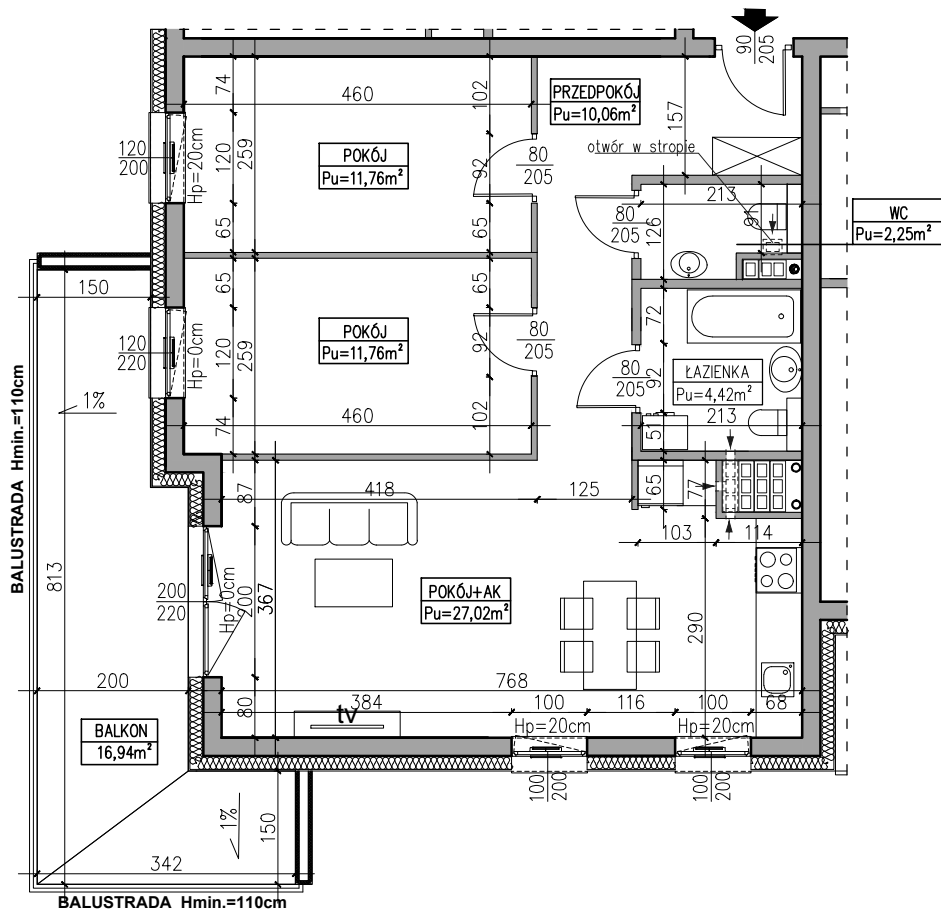 90
205
74
460
102
PRZEDPOKÓJ
Pu=10,06m²
157
otwór w stropie
120
200
Hp=20cm
120
259
POKÓJ
Pu=11,76m²
92
80
205
213
WC
Pu=2,25m²
91
80
205
126
65
65
150
65
65
72
120
220
Hp=0cm
120
259
POKÓJ
Pu=11,76m²
92
80
205
ŁAZIENKA
Pu=4,42m²
80
205
92
213
1%
460
74
102
51
BALUSTRADA Hmin.=110cm
813
87
418
125
65
77
103
114
200
220
Hp=0cm
200
367
POKÓJ+AK
Pu=27,02m²
290
200
768
80
384
100
116
100
68
tv
Hp=20cm
Hp=20cm
BALKON
16,94m²
100
200
100
200
1%
150
342
BALUSTRADA Hmin.=110cm